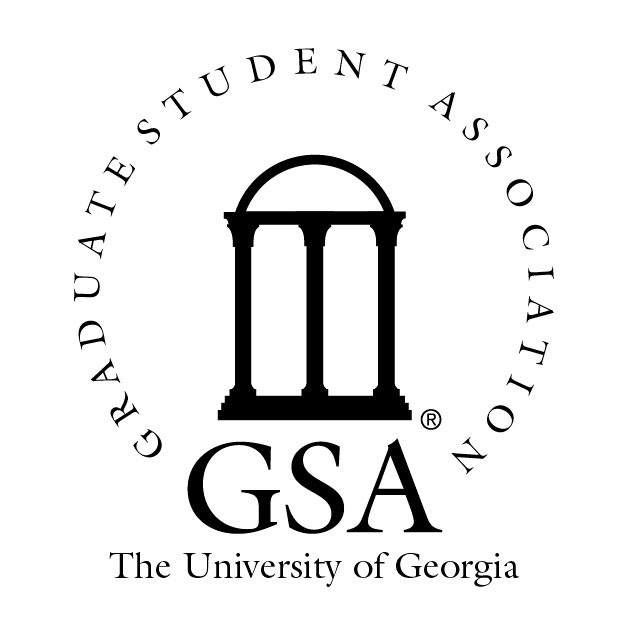 GRADUATE STUDENT ASSOCIATION
®
GSA
The University of Georgia